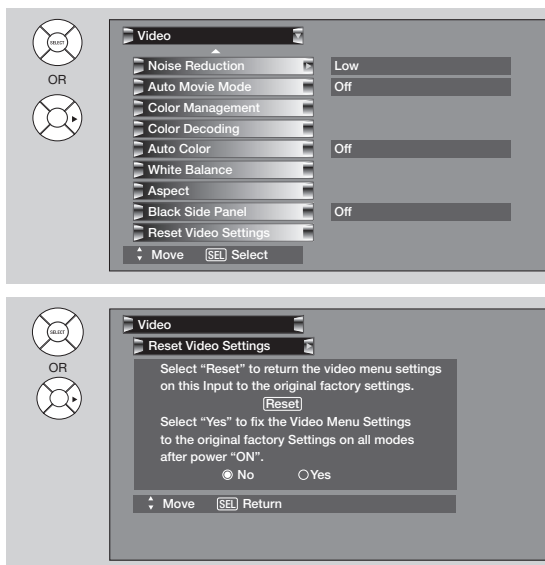 SELECT
OR
Video
Noise Reduction Low
Auto Movie Mode Off
Color Management
Color Decoding
Auto Color Off
White Balance
Aspect
Black Side Panel Off
Reset Video Settings
Move SEL Select
SELECT
OR
Video
Reset Video Settings
Select “Reset” to return the video menu settings
on this Input to the original factory settings.
Reset
Select “Yes” to fix the Video Menu Settings
to the original factory Settings on all modes
after power “ON”.
No Yes
Move SEL Return